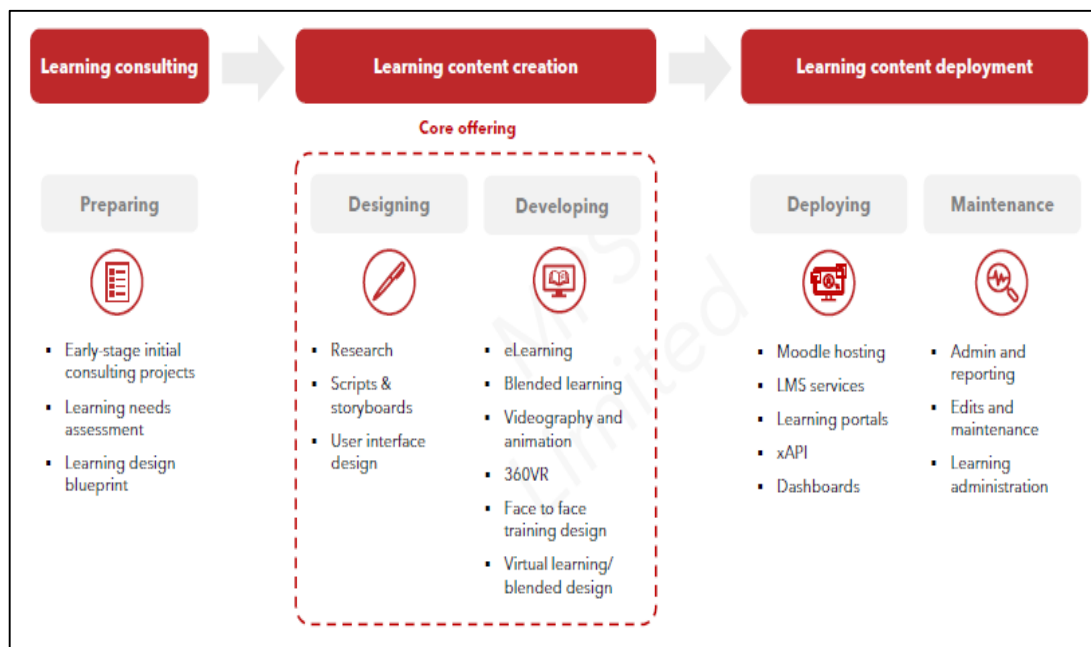 Learning consulting
Learning content creation
Learning content deployment
Core offering
Preparing
Designing
Developing
Deploying
Maintenance
▪ Early-stage initial
consulting projects
▪ Learning needs
assessment
▪ Learning design
blueprint
▪ Research
▪ Scripts &
storyboards
▪ User interface
design
▪ eLearning
▪ Blended learning
▪ Videography and
animation
▪ 360VR
▪ Face to face
training design
▪ Virtual learning/
blended design
▪ Moodle hosting
▪ LMS services
▪ Learning portals
▪ xAPI
▪ Dashboards
▪ Admin and
reporting
▪ Edits and
maintenance
▪ Learning
administration
MPS
Limited